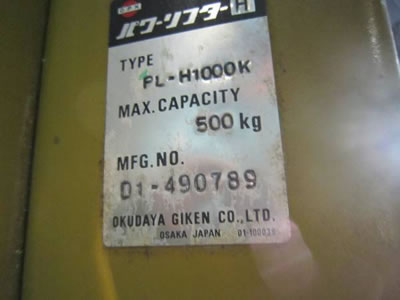 パワーリフターH
TYPE
PL-H1000K
MAX. CAPACITY
500 kg
MFG. NO.
01-490789
OKUDAYA GIKEN CO., LTD.
OSAKA JAPAN